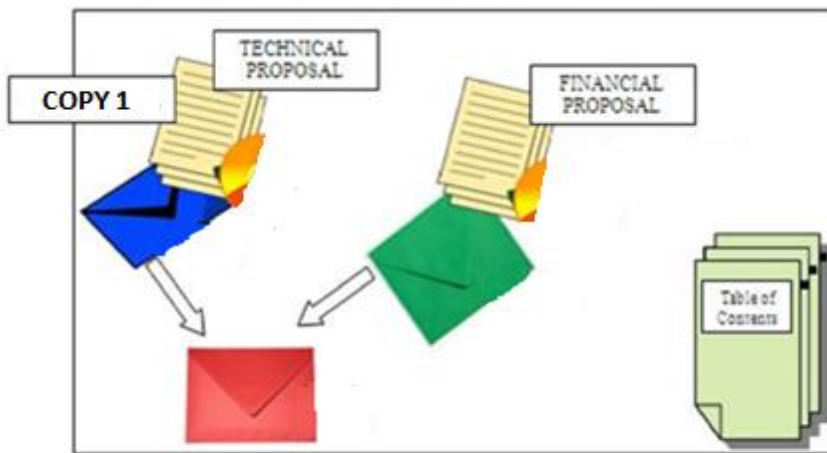 TECHNICAL
PROPOSAL
COPY 1
FINANCIAL
PROPOSAL
Table of
Contents